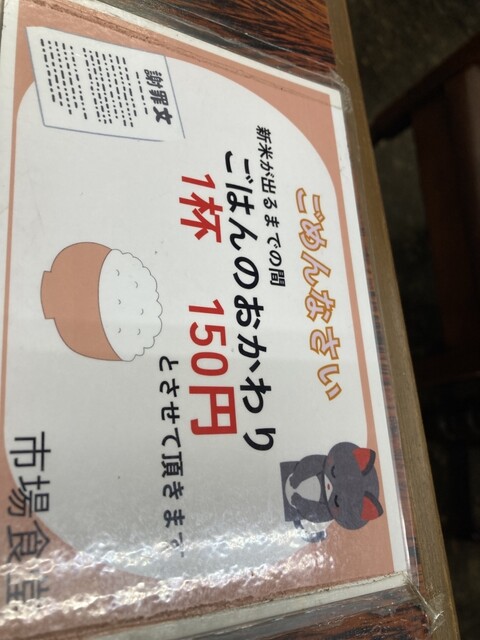 謝罪文
ごめんなさい
新米が出るまでの間
ごはんのおかわり
1杯 150円
とさせて頂きます
市場食堂